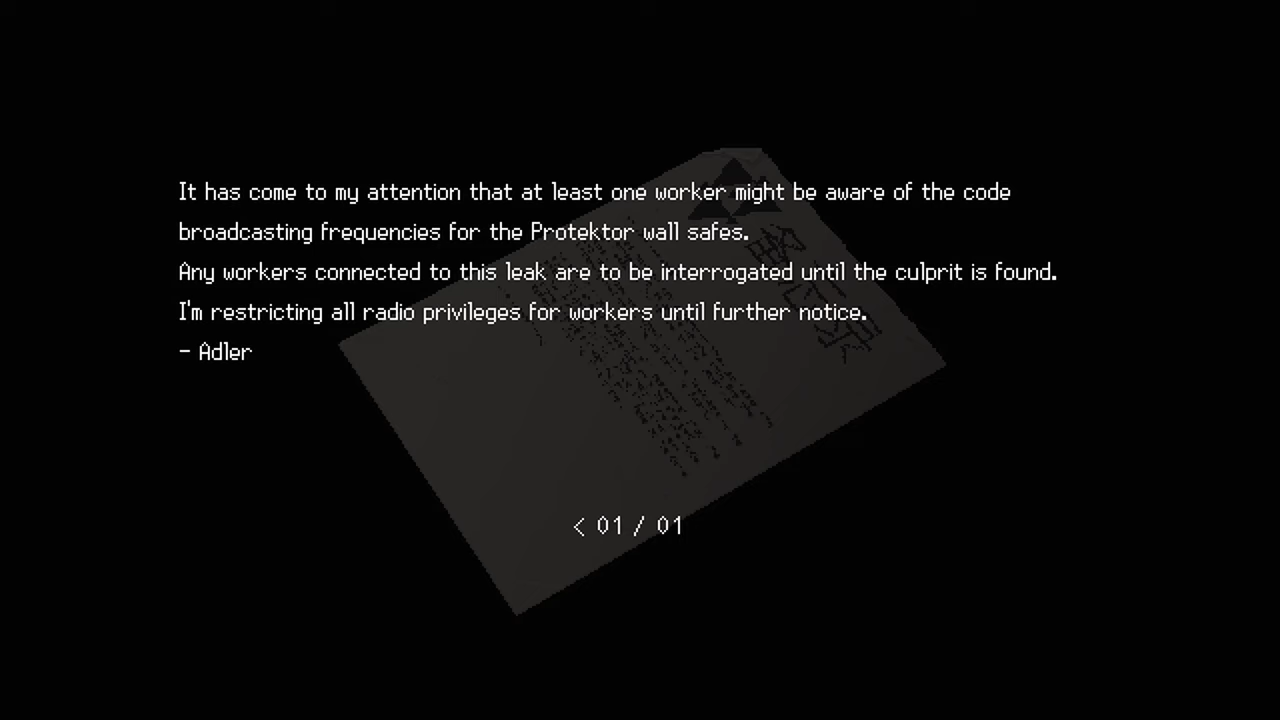 It has come to my attention that at least one worker might be aware of the code
broadcasting frequencies for the Protektor wall safes.
Any workers connected to this leak are to be interrogated until the culprit is found.
I'm restricting all radio privileges for workers until further notice.
- Adler
< 01 / 01